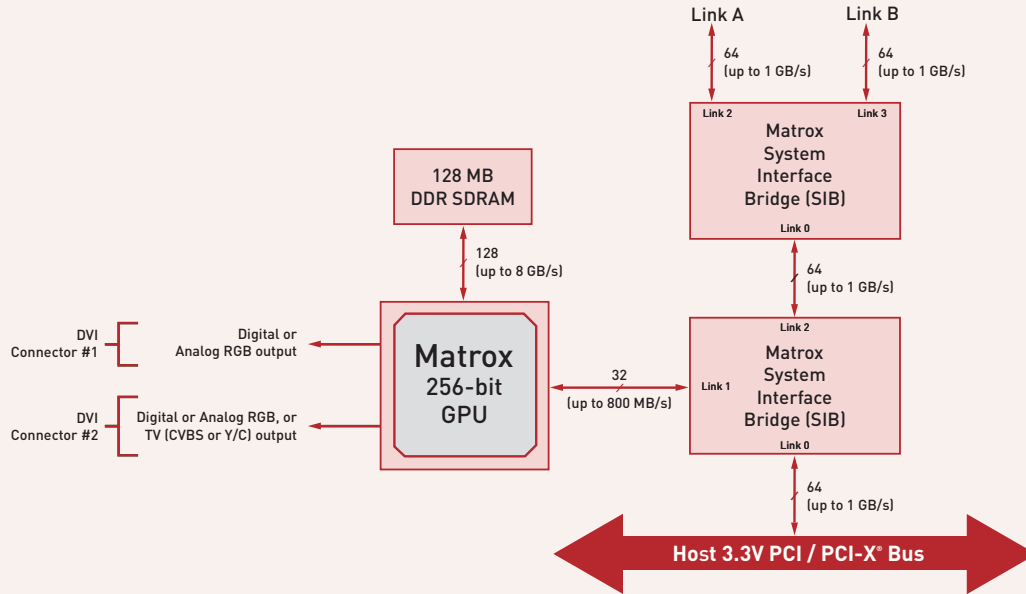 Link A
Link B
64
(up to 1 GB/s)
64
(up to 1 GB/s)
Link 2
Link 3
Matrox
System
Interface
Bridge (SIB)
Link 0
128 MB
DDR SDRAM
128
(up to 8 GB/s)
64
(up to 1 GB/s)
DVI
Connector #1
Digital or
Analog RGB output
DVI
Connector #2
Digital or Analog RGB, or
TV (CVBS or Y/C) output
Matrox
256-bit
GPU
32
(up to 800 MB/s)
Link 2
Link 1
Matrox
System
Interface
Bridge (SIB)
Link 0
64
(up to 1 GB/s)
Host 3.3V PCI / PCI-X® Bus